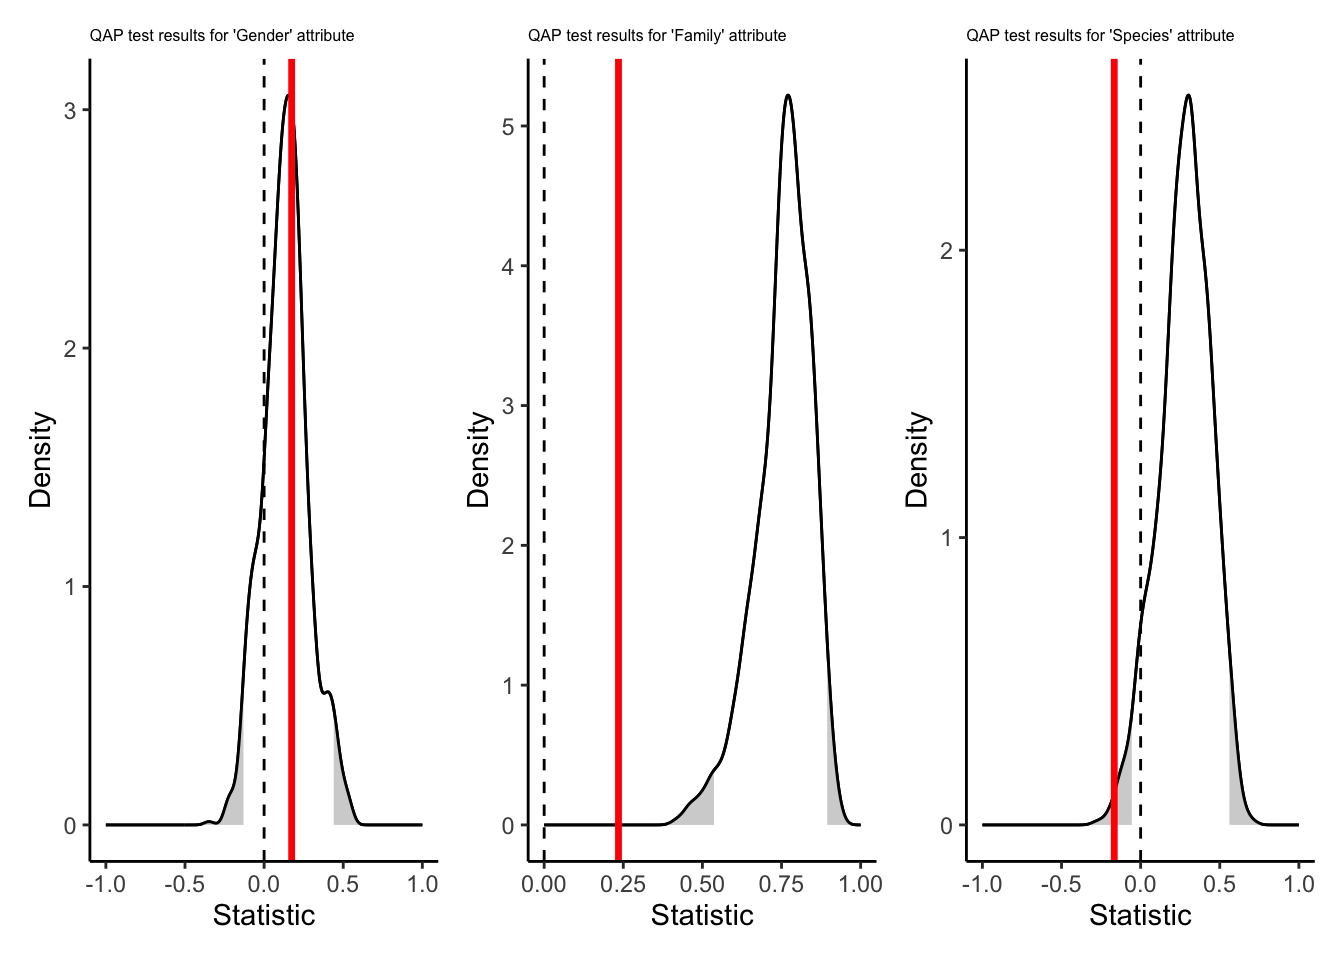 QAP test results for 'Gender' attribute
3
2
1
0
Density
-1.0 -0.5 0.0 0.5 1.0
Statistic
QAP test results for 'Family' attribute
5
4
3
2
1
0
Density
0.00 0.25 0.50 0.75 1.00
Statistic
QAP test results for 'Species' attribute
2
1
0
Density
-1.0 -0.5 0.0 0.5 1.0
Statistic